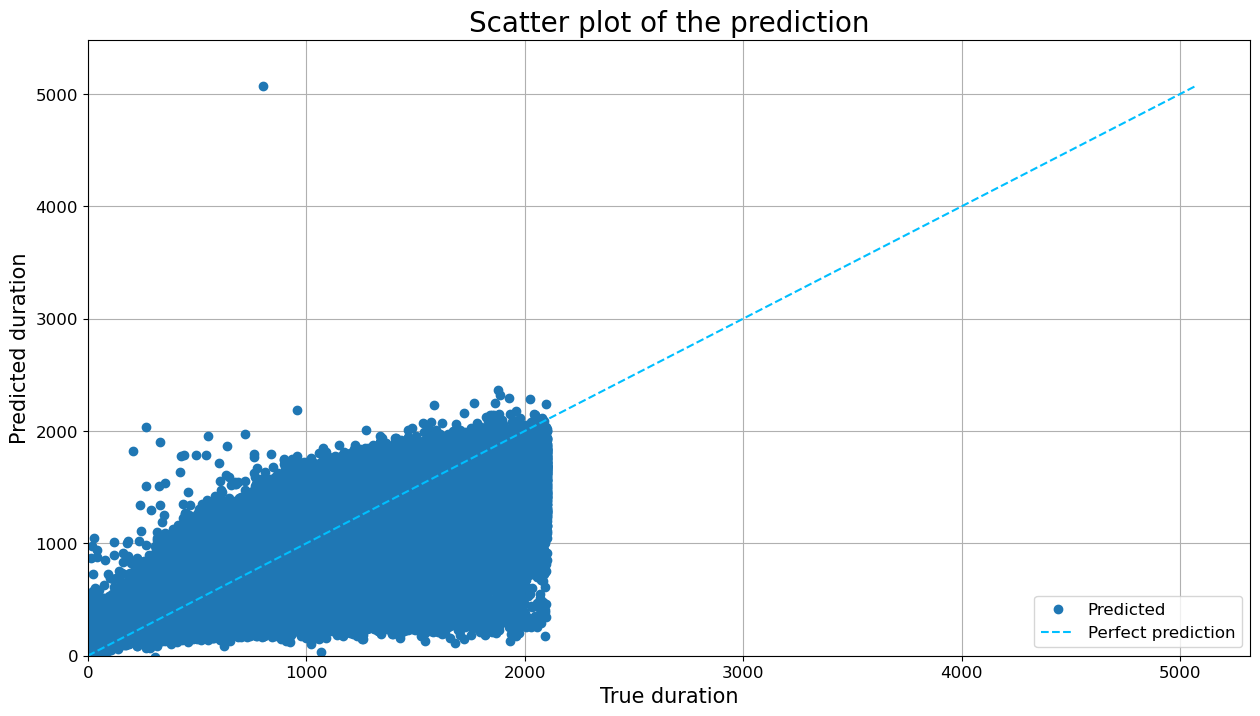 Scatter plot of the prediction
Predicted duration
5000
4000
3000
2000
1000
0
0 1000 2000 3000 4000 5000
True duration
Predicted
Perfect prediction